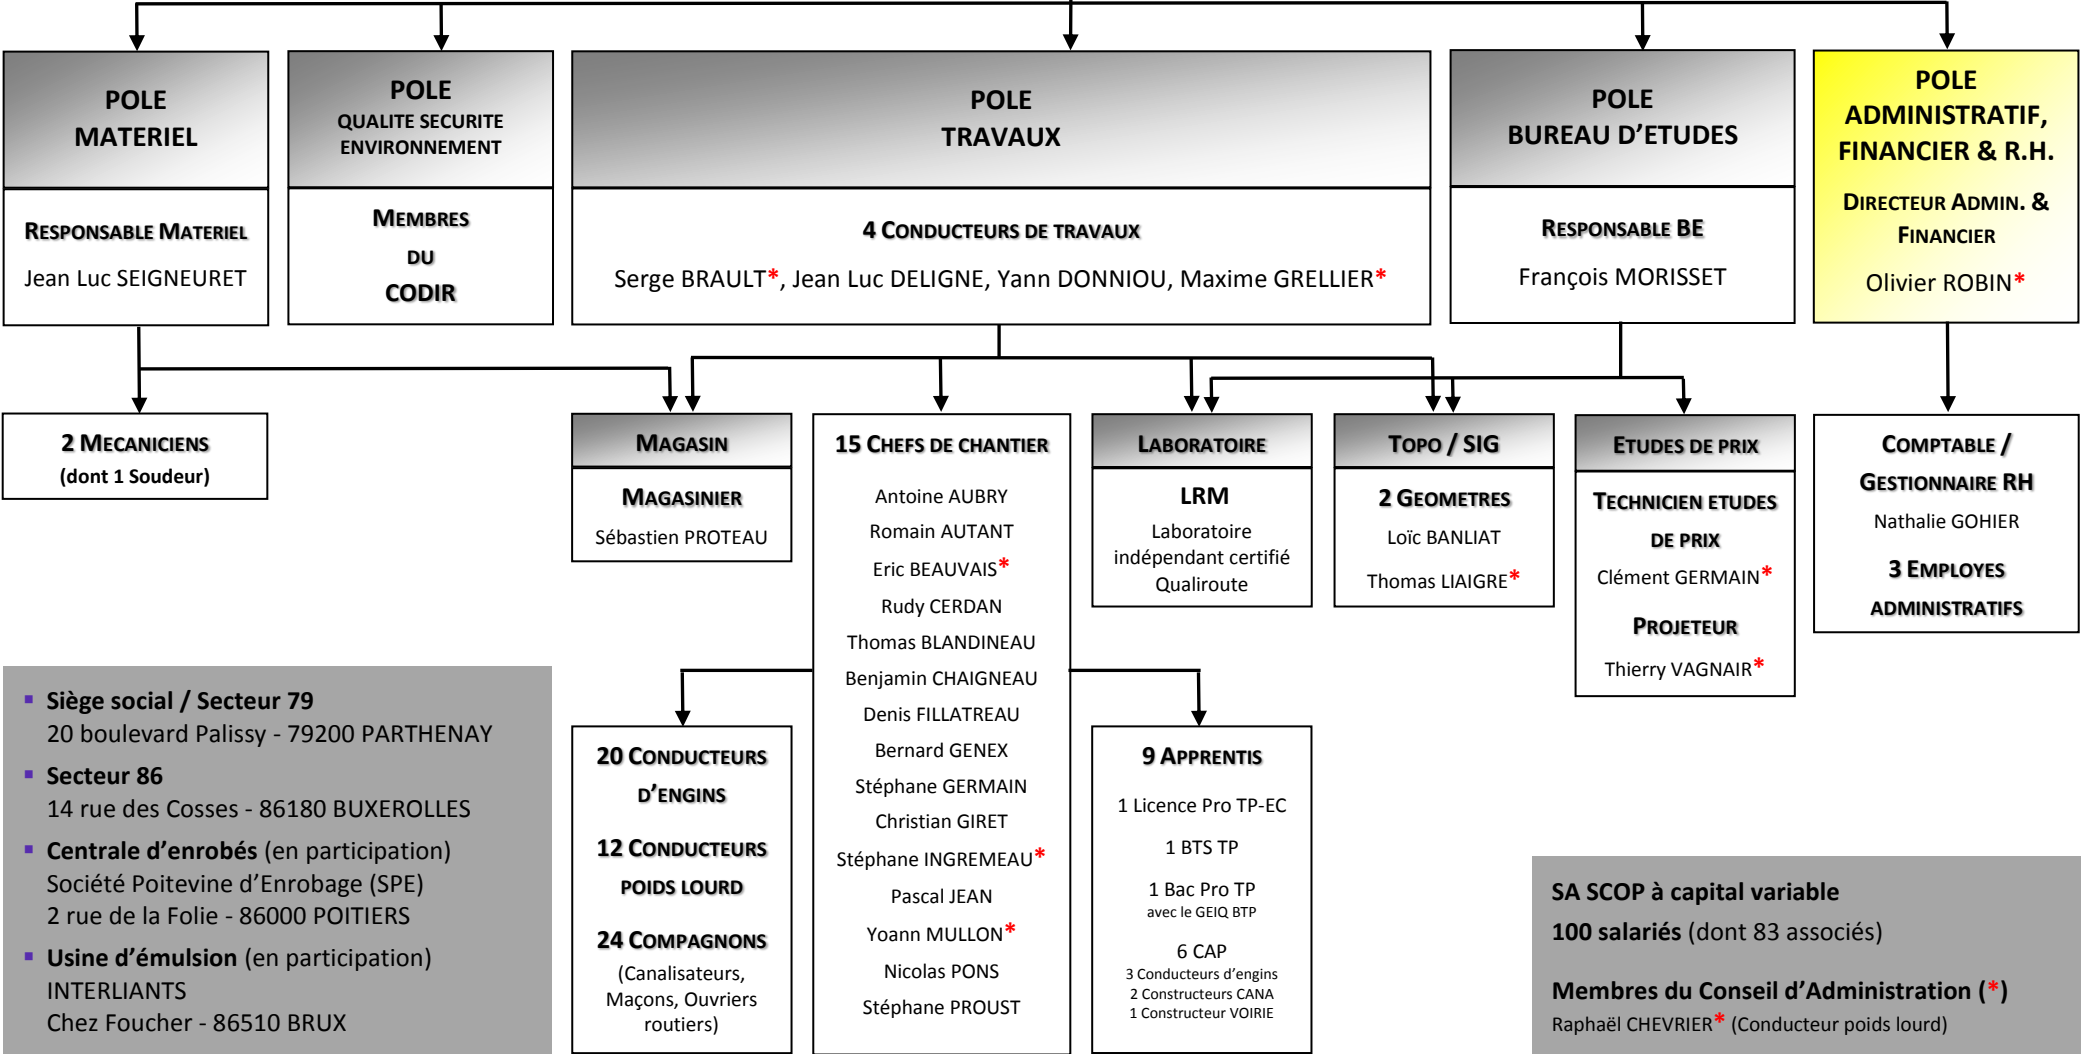 POLE
MATERIEL
RESPONSABLE MATERIEL
Jean Luc SEIGNEURET
POLE
QUALITE SECURITE
ENVIRONNEMENT
MEMBRES
DU
CODIR
POLE
TRAVAUX
4 CONDUCTEURS DE TRAVAUX
Serge BRAULT*, Jean Luc DELIGNE, Yann DONNIOU, Maxime GRELLIER*
POLE
BUREAU D’ETUDES
RESPONSABLE BE
François MORISSET
POLE
ADMINISTRATIF,
FINANCIER & R.H.
DIRECTEUR ADMIN. &
FINANCIER
Olivier ROBIN*
2 MECANICIENS
(dont 1 Soudeur)
MAGASIN
MAGASINIER
Sébastien PROTEAU
15 CHEFS DE CHANTIER
Antoine AUBRY
Romain AUTANT
Eric BEAUVAIS*
Rudy CERDAN
Thomas BLANDINEAU
Benjamin CHAIGNEAU
Denis FILLATREAU
Bernard GENEX
Stéphane GERMAIN
Christian GIRET
Stéphane INGREMEAU*
Pascal JEAN
Yoann MULLON*
Nicolas PONS
Stéphane PROUST
LABORATOIRE
LRM
Laboratoire
indépendant certifié
Qualiroute
TOPO / SIG
2 GEOMETRES
Loïc BANLIAT
Thomas LIAIGRE*
ETUDES DE PRIX
TECHNICIEN ETUDES
DE PRIX
Clément GERMAIN*
PROJETEUR
Thierry VAGNAIR*
COMPTABLE /
GESTIONNAIRE RH
Nathalie GOHIER
3 EMPLOYES
ADMINISTRATIFS
20 CONDUCTEURS
D’ENGINS
12 CONDUCTEURS
POIDS LOURD
24 COMPAGNONS
(Canalisateurs,
Maçons, Ouvriers
routiers)
9 APPRENTIS
1 Licence Pro TP-EC
1 BTS TP
1 Bac Pro TP
avec le GEIQ BTP
6 CAP
3 Conducteurs d’engins
2 Constructeurs CANA
1 Constructeur VOIRIE
▪ Siège social / Secteur 79
20 boulevard Palissy - 79200 PARTHENAY
▪ Secteur 86
14 rue des Cosses - 86180 BUXEROLLES
▪ Centrale d’enrobés (en participation)
Société Poitevine d’Enrobage (SPE)
2 rue de la Folie - 86000 POITIERS
▪ Usine d’émulsion (en participation)
INTERLIANTS
Chez Foucher - 86510 BRUX
SA SCOP à capital variable
100 salariés (dont 83 associés)
Membres du Conseil d’Administration (*)
Raphaël CHEVRIER* (Conducteur poids lourd)